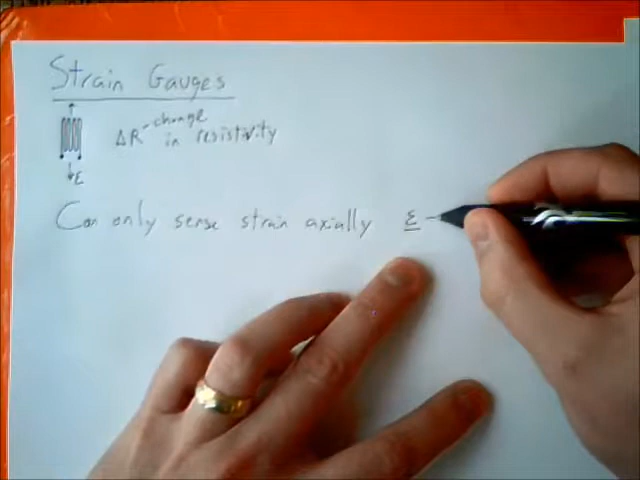 Strain Gauges
ΔR - change in resistivity
ε
Can only sense strain axially ε -